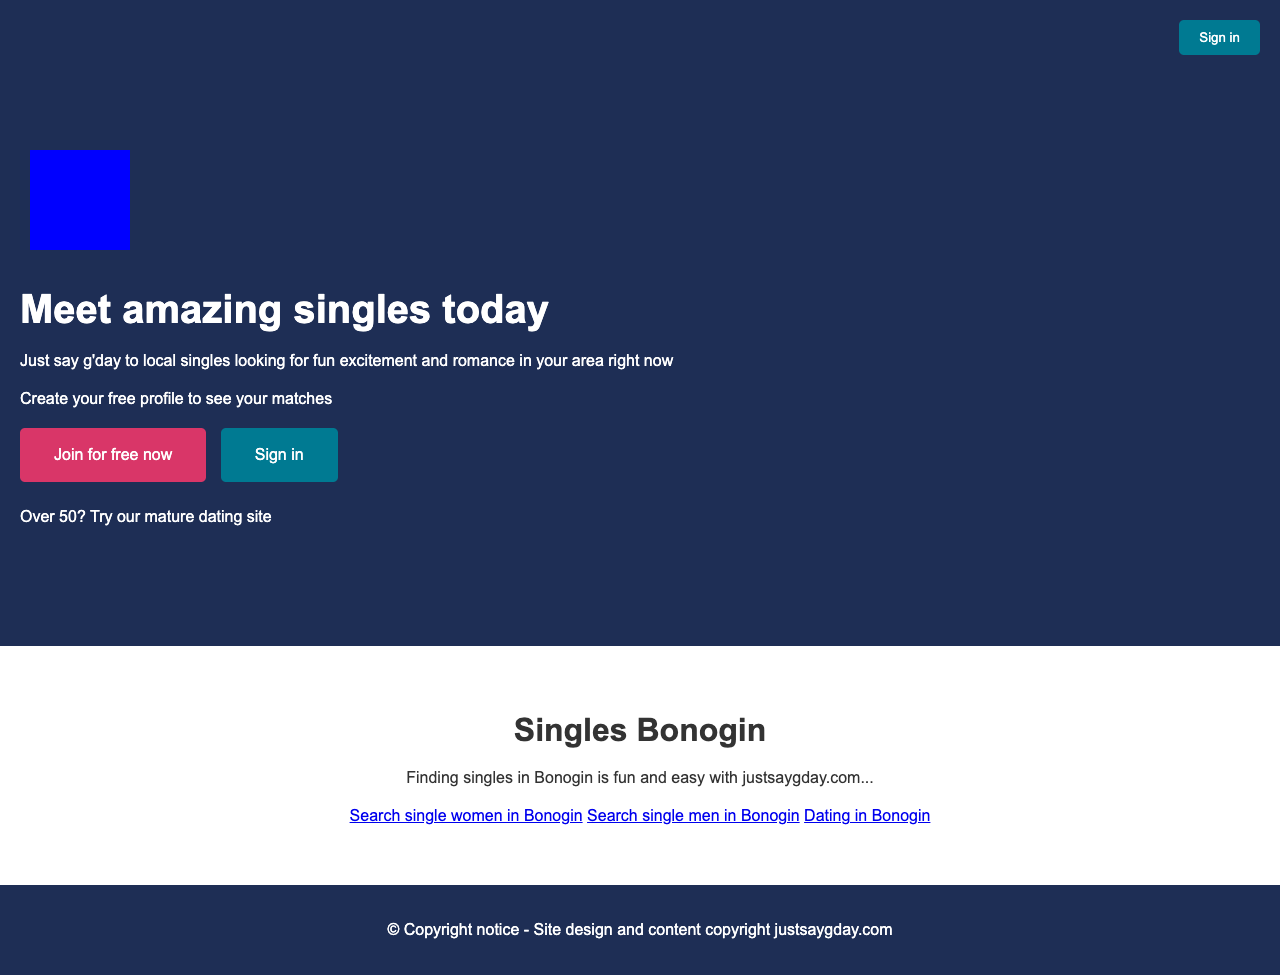 Sign in
Meet amazing singles today
Just say g'day to local singles looking for fun excitement and romance in your area right now
Create your free profile to see your matches
Join for free now Sign in
Over 50? Try our mature dating site
Singles Bonogin
Finding singles in Bonogin is fun and easy with justsaygday.com...
Search single women in Bonogin Search single men in Bonogin Dating in Bonogin
© Copyright notice - Site design and content copyright justsaygday.com